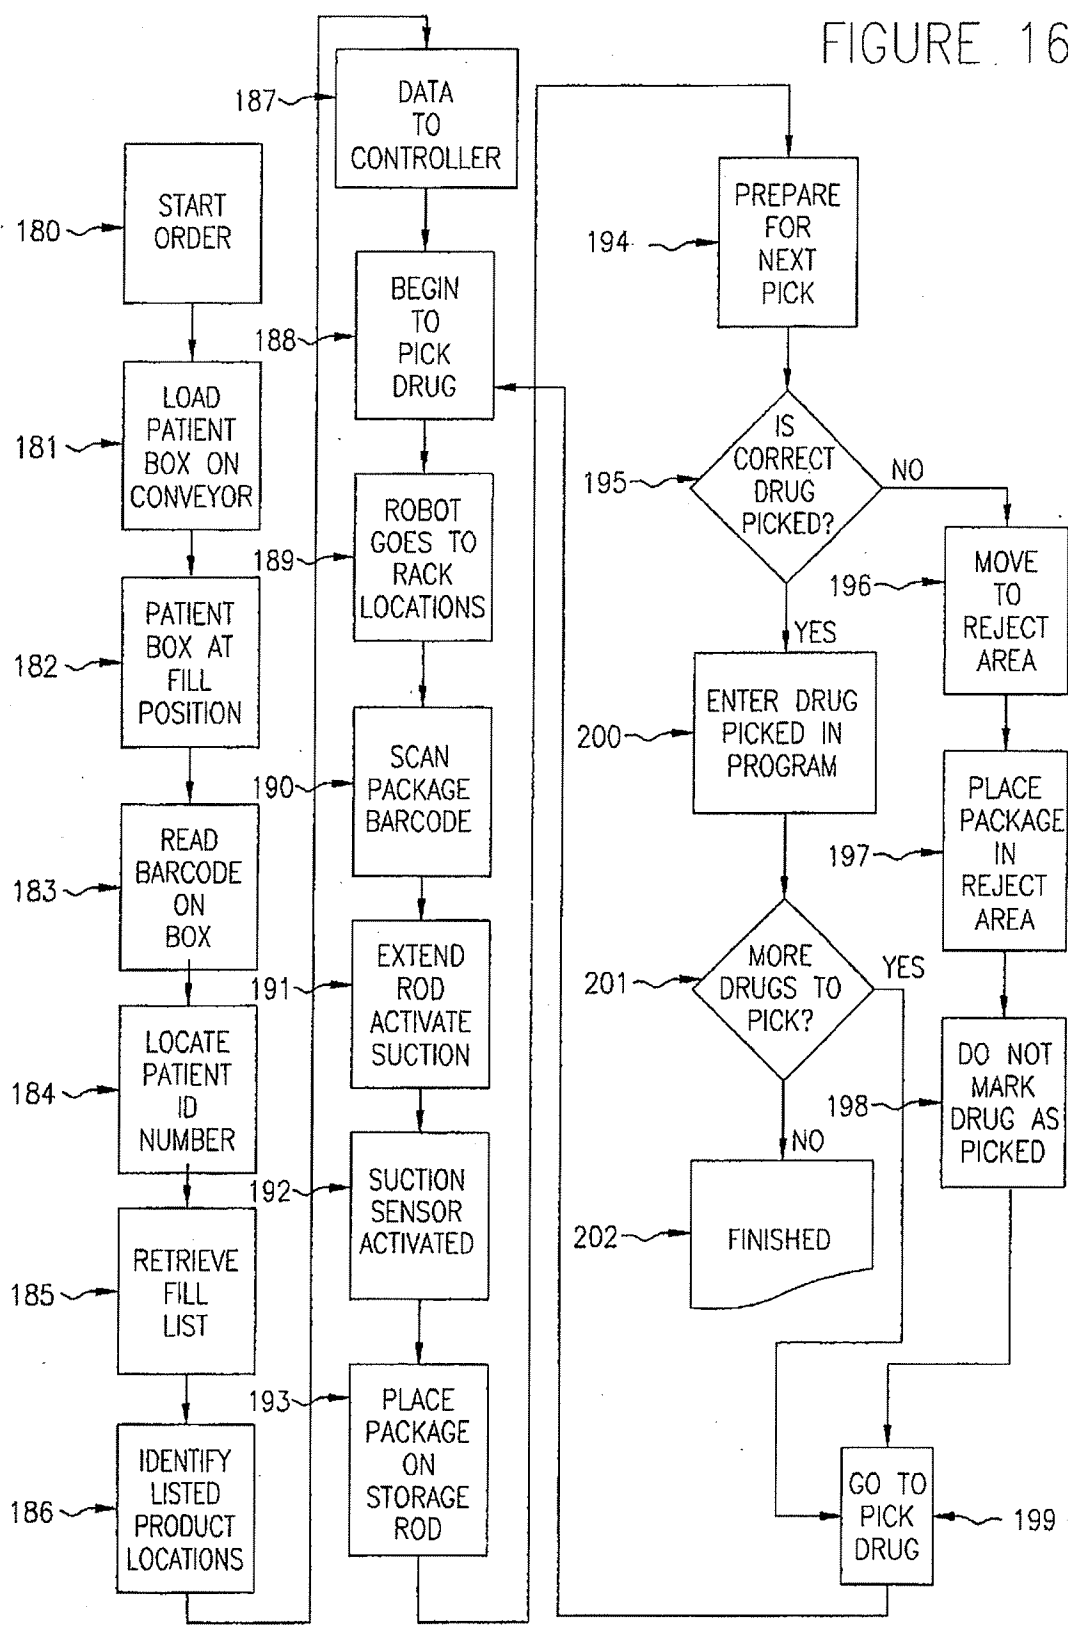 FIGURE 16
180
START
ORDER
181
LOAD
PATIENT
BOX ON
CONVEYOR
182
PATIENT
BOX AT
FILL
POSITION
183
READ
BARCODE
ON
BOX
184
LOCATE
PATIENT
ID
NUMBER
185
RETRIEVE
FILL
LIST
186
IDENTIFY
LISTED
PRODUCT
LOCATIONS
187
DATA
TO
CONTROLLER
188
BEGIN
TO
PICK
DRUG
189
ROBOT
GOES TO
RACK
LOCATIONS
190
SCAN
PACKAGE
BARCODE
191
EXTEND
ROD
ACTIVATE
SUCTION
192
SUCTION
SENSOR
ACTIVATED
193
PLACE
PACKAGE
ON
STORAGE
ROD
194
PREPARE
FOR
NEXT
PICK
195
IS
CORRECT
DRUG
PICKED?
NO
YES
196
MOVE
TO
REJECT
AREA
197
PLACE
PACKAGE
IN
REJECT
AREA
198
DO NOT
MARK
DRUG AS
PICKED
200
ENTER DRUG
PICKED IN
PROGRAM
201
MORE
DRUGS TO
PICK?
YES
NO
202
FINISHED
GO TO
PICK
DRUG
199